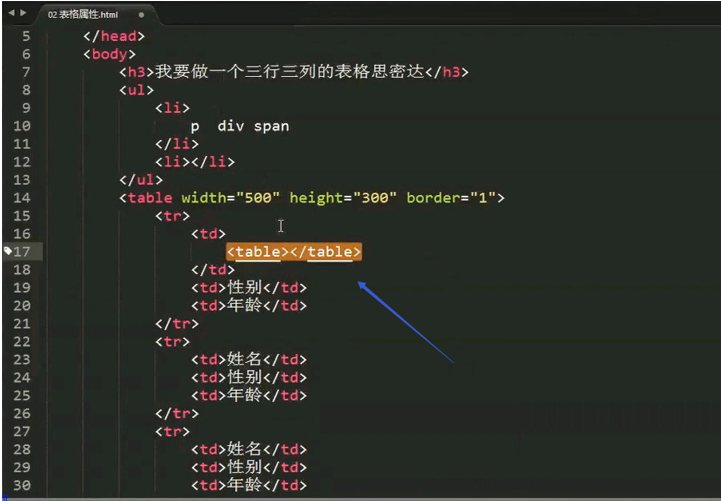 02 表格属性.html
5 </head>
6 <body>
7 <h3>我要做一个三行三列的表格思密达</h3>
8 <ul>
9 <li>
10 p  div span
11 </li>
12 <li></li>
13 </ul>
14 <table width="500" height="300" border="1">
15 <tr>
16 <td>
17 <table></table>
18 </td>
19 <td>性别</td>
20 <td>年龄</td>
21 </tr>
22 <tr>
23 <td>姓名</td>
24 <td>性别</td>
25 <td>年龄</td>
26 </tr>
27 <tr>
28 <td>姓名</td>
29 <td>性别</td>
30 <td>年龄</td>